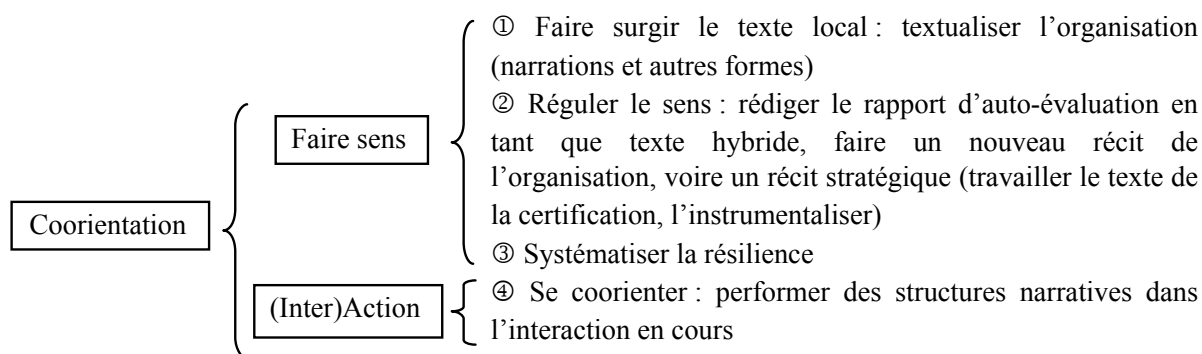 ① Faire surgir le texte local : textualiser l’organisation
(narrations et autres formes)
② Réguler le sens : rédiger le rapport d’auto-évaluation en
tant que texte hybride, faire un nouveau récit de
l’organisation, voire un récit stratégique (travailler le texte de
la certification, l’instrumentaliser)
③ Systématiser la résilience
Faire sens
Coorientation
(Inter)Action
④ Se coorienter : performer des structures narratives dans
l’interaction en cours